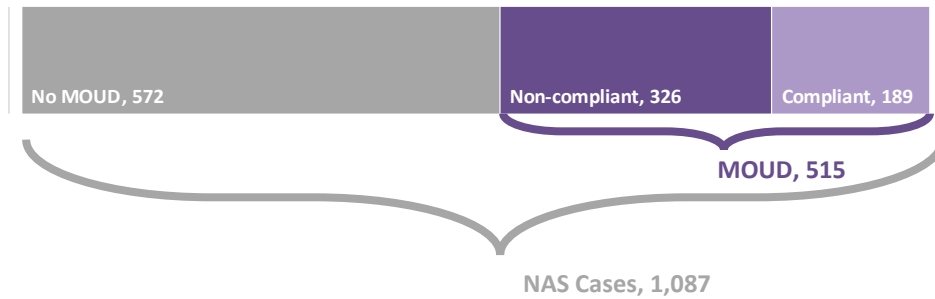 No MOUD, 572
Non-compliant, 326
Compliant, 189
MOUD, 515
NAS Cases, 1,087